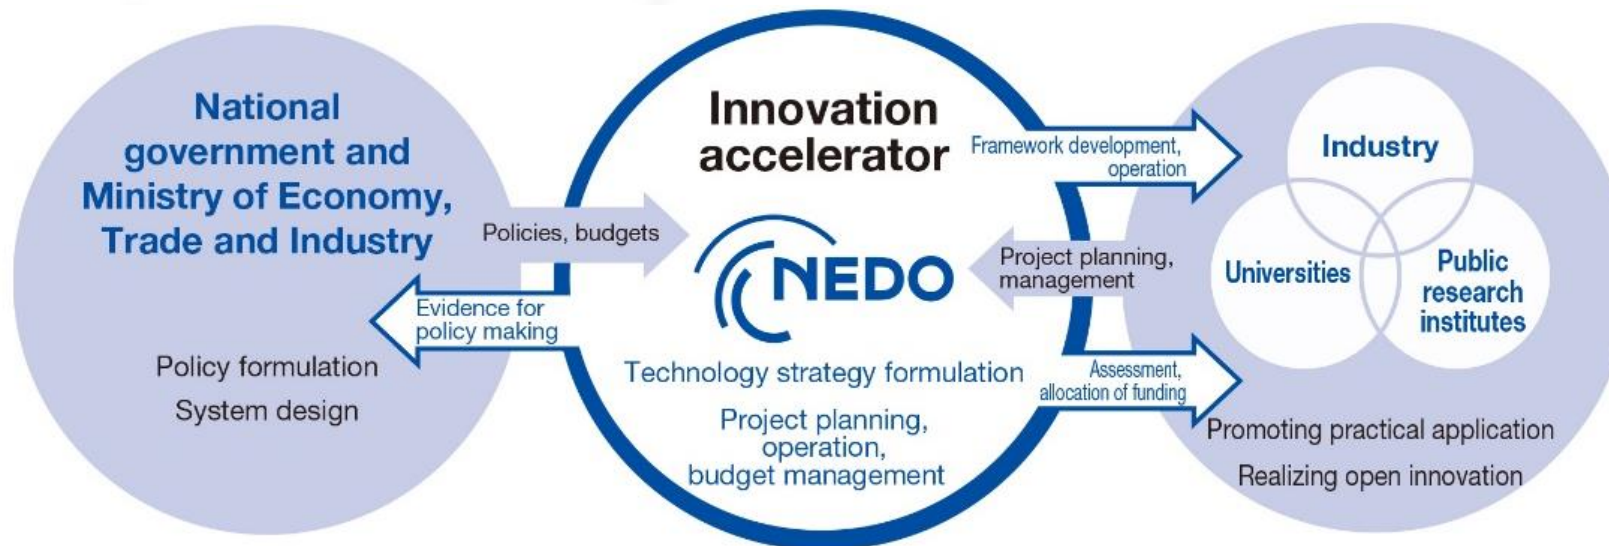 National
government and
Ministry of Economy,
Trade and Industry
Policies, budgets
Evidence for
policy making
Policy formulation
System design
Innovation
accelerator
NEDO
Technology strategy formulation
Project planning,
operation,
budget management
Framework development,
operation
Project planning,
management
Assessment,
allocation of funding
Industry
Universities
Public
research
institutes
Promoting practical application
Realizing open innovation